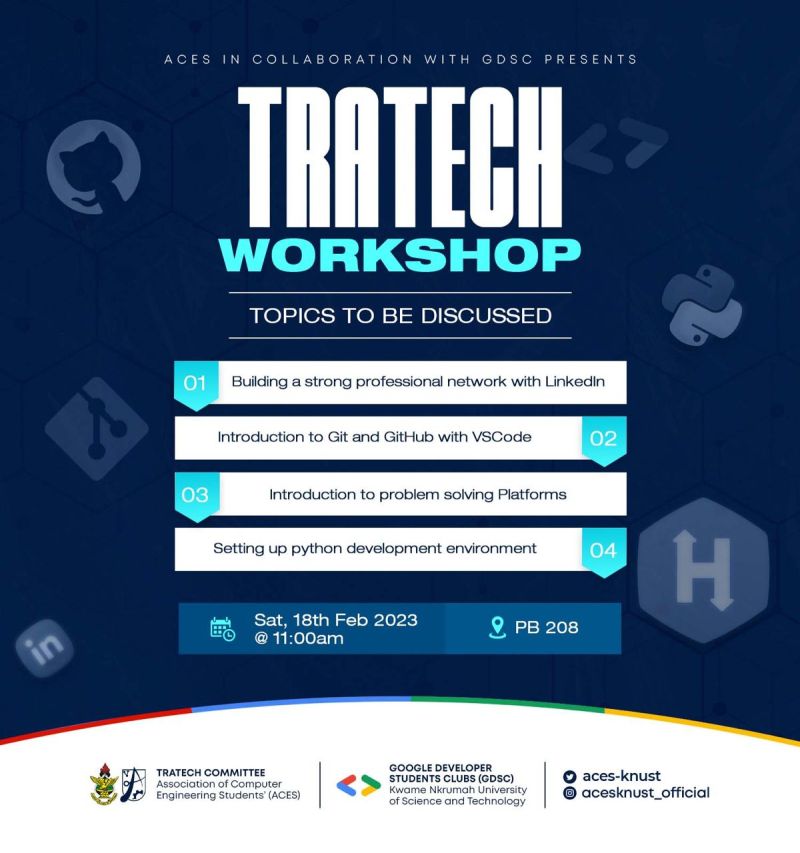 ACES IN COLLABORATION WITH GDSC PRESENTS
TRATECH
WORKSHOP
TOPICS TO BE DISCUSSED
01 Building a strong professional network with LinkedIn
Introduction to Git and GitHub with VSCode 02
03 Introduction to problem solving Platforms
Setting up python development environment 04
Sat, 18th Feb 2023
@ 11:00am
PB 208
in
H
TRATECH COMMITTEE
Association of Computer
Engineering Students' (ACES)
GOOGLE DEVELOPER
STUDENTS CLUBS (GDSC)
Kwame Nkrumah University
of Science and Technology
aces-knust
acesknust_official